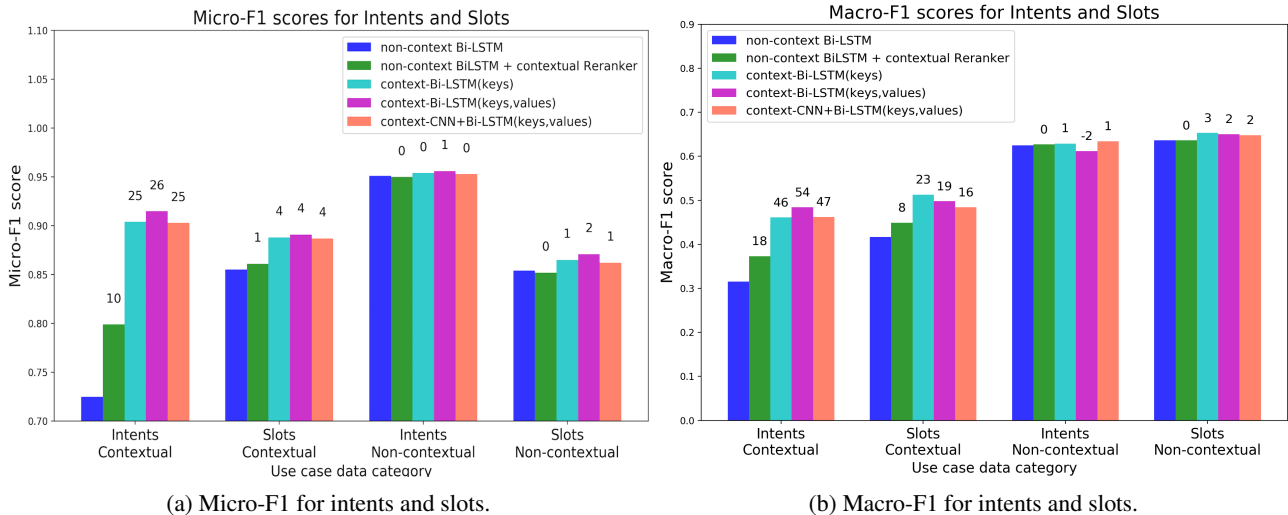 Micro-F1 scores for Intents and Slots
1.10
1.05
1.00
0.95
0.90
0.85
0.80
0.75
0.70
Micro-F1 score
non-context Bi-LSTM
non-context BiLSTM + contextual Reranker
context-Bi-LSTM(keys)
context-Bi-LSTM(keys,values)
context-CNN+Bi-LSTM(keys,values)
10 25 26 25
1 4 4 4
0 0 1 0
0 1 2 1
Intents Contextual
Slots Contextual
Intents Non-contextual
Slots Non-contextual
Use case data category
(a) Micro-F1 for intents and slots.
Macro-F1 scores for Intents and Slots
0.9
0.8
0.7
0.6
0.5
0.4
0.3
0.2
0.1
0.0
Macro-F1 score
non-context Bi-LSTM
non-context BiLSTM + contextual Reranker
context-Bi-LSTM(keys)
context-Bi-LSTM(keys,values)
context-CNN+Bi-LSTM(keys,values)
18 46 54 47
8 23 19 16
0 1 -2 1
0 3 2 2
Intents Contextual
Slots Contextual
Intents Non-contextual
Slots Non-contextual
Use case data category
(b) Macro-F1 for intents and slots.